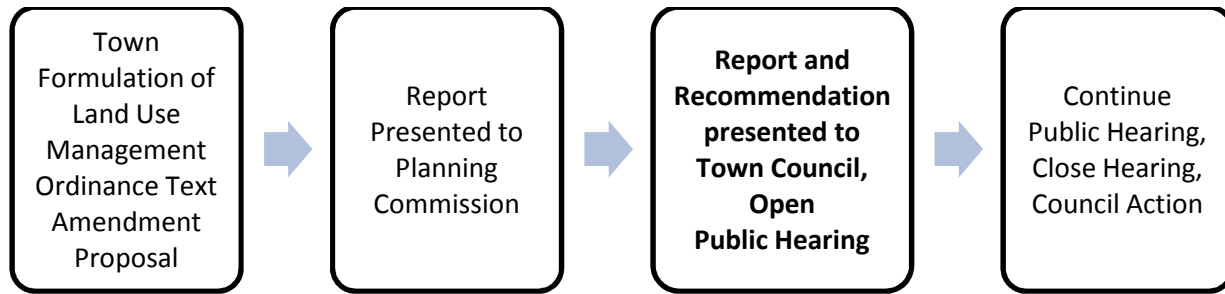 Town
Formulation of
Land Use
Management
Ordinance Text
Amendment
Proposal
Report
Presented to
Planning
Commission
Report and
Recommendation
presented to
Town Council,
Open
Public Hearing
Continue
Public Hearing,
Close Hearing,
Council Action